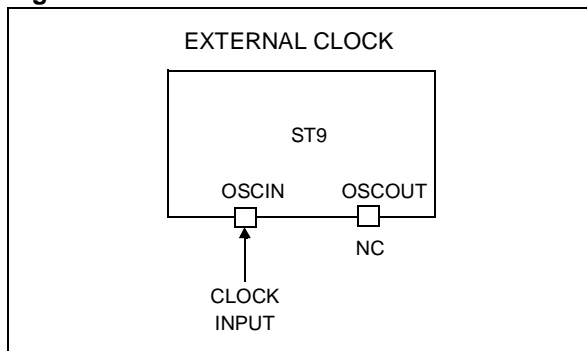 EXTERNAL CLOCK
ST9
OSCIN OSCOUT
NC
CLOCK
INPUT